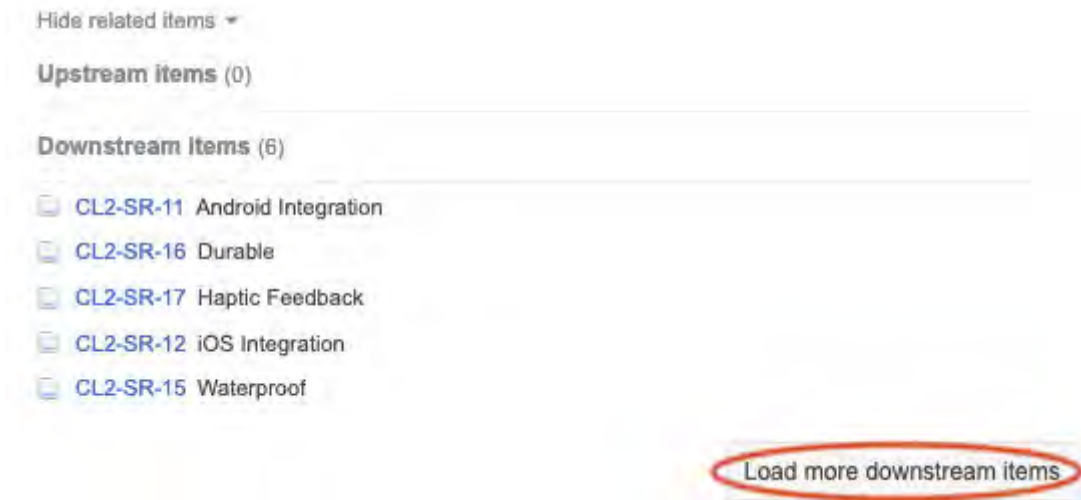 Hide related items
Upstream items (0)
Downstream items (6)
CL2-SR-11 Android Integration
CL2-SR-16 Durable
CL2-SR-17 Haptic Feedback
CL2-SR-12 iOS Integration
CL2-SR-15 Waterproof
Load more downstream items